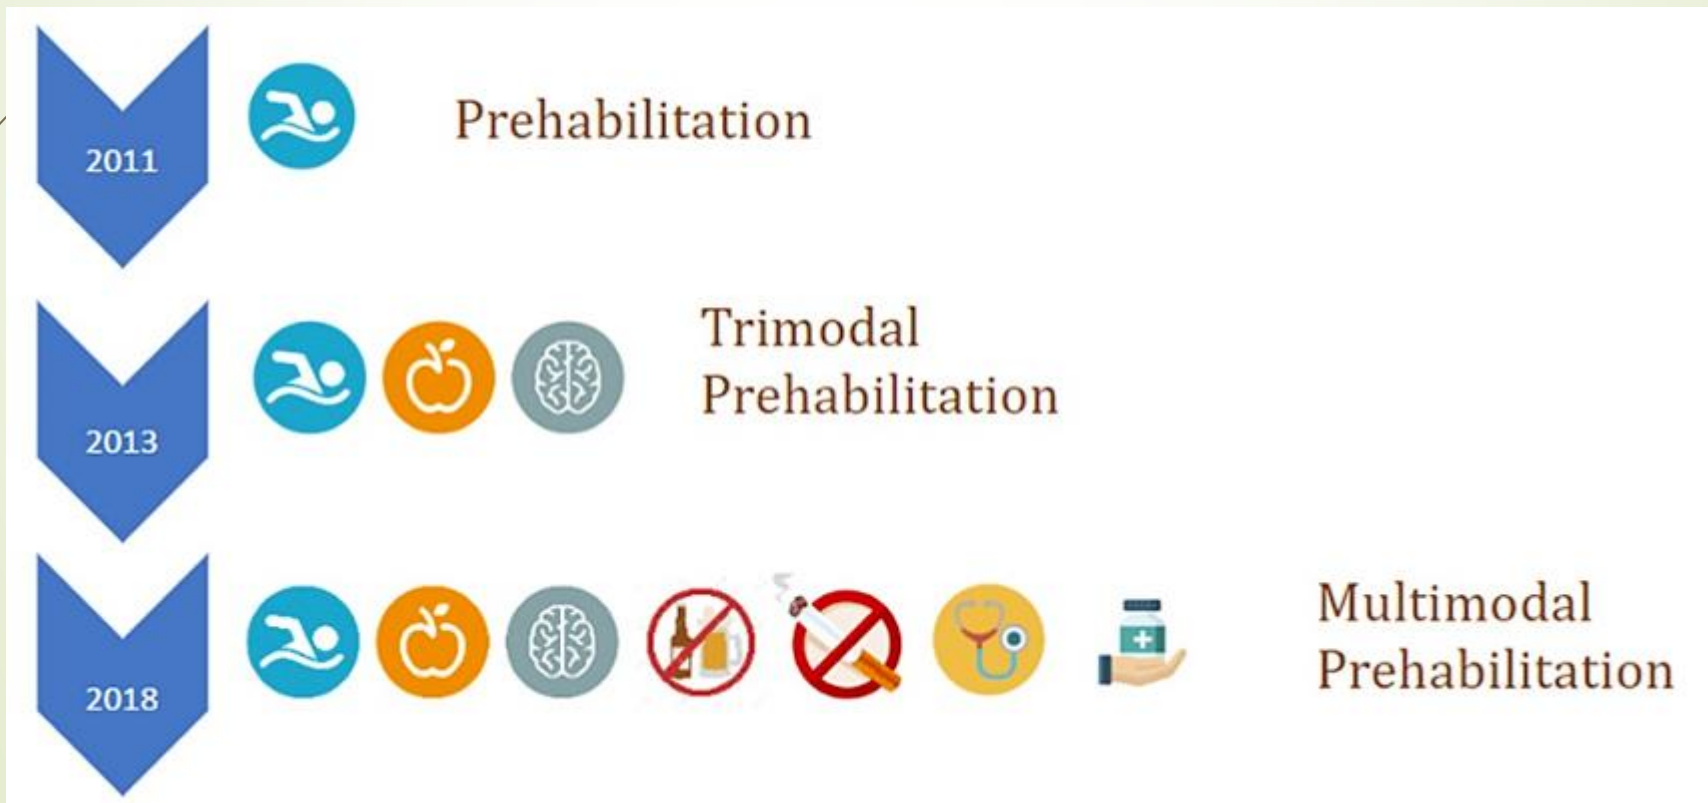 2011
Prehabilitation
2013
Trimodal
Prehabilitation
2018
Multimodal
Prehabilitation